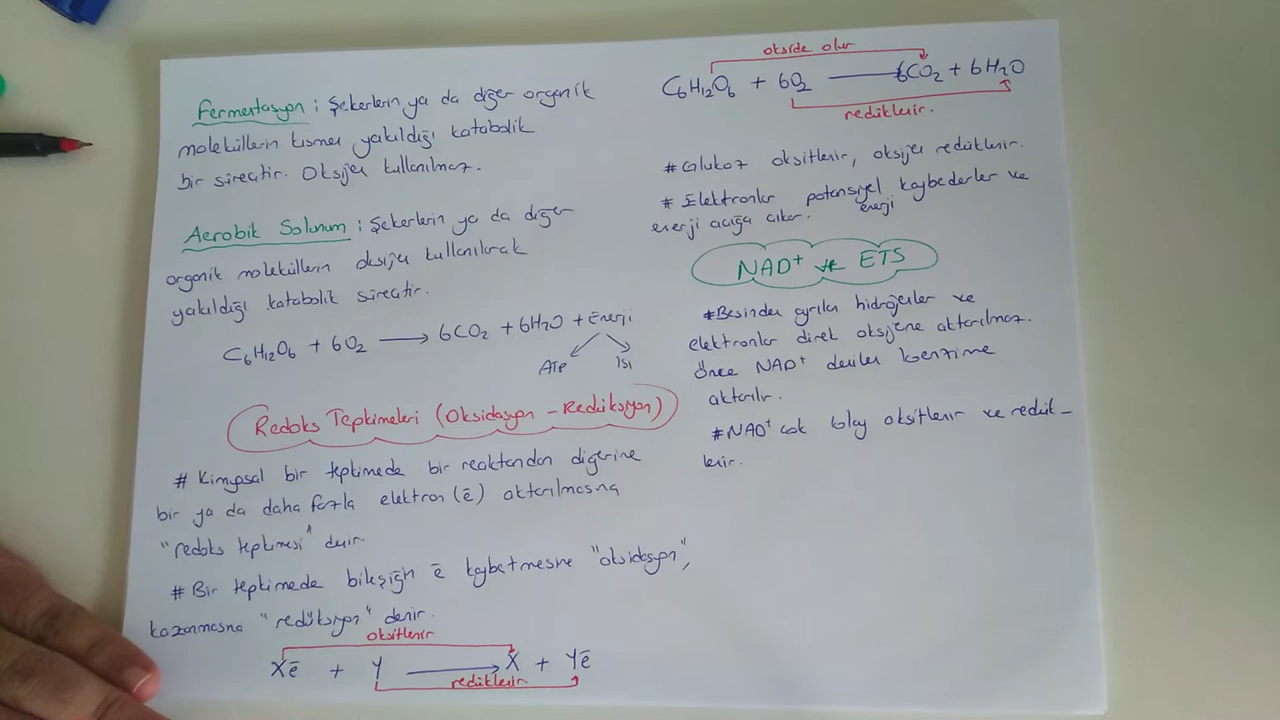 Fermentasyon : Şekerlerin ya da diğer organik
moleküllerin kısmen yakıldığı katabolik
bir süreçtir. Oksijen kullanılmaz.
Aerobik Solunum : Şekerlerin ya da diğer
organik moleküllerin oksijen kullanılarak
yakıldığı katabolik süreçtir.
C6H12O6 + 6O2 → 6CO2 + 6H2O + Enerji
ATP Isı
Redoks Tepkimeleri (Oksidasyon - Redüksiyon)
# Kimyasal bir tepkimede bir reaktandan diğerine
bir ya da daha fazla elektron (ē) aktarılmasına
"redoks tepkimesi" denir
# Bir tepkimede bileşiğin ē kaybetmesine "oksidasyon",
kazanmasına "redüksiyon" denir.
oksitlenir
Xē + Y → X + Yē
redüklenir
okside olur
C6H12O6 + 6O2 → 6CO2 + 6H2O
redüklenir.
# Glukoz oksitlenir, oksijen redüklenir.
# Elektronlar potansiyel kaybederler ve
enerji
enerji açığa çıkar.
NAD+ ve ETS
# Besinden ayrılan hidrojenler ve
elektronlar direk oksijene aktarılmaz.
Önce NAD+ denilen koenzime
aktarılır.
# NAD+ çok kolay oksitlenir ve redük-
lenir.